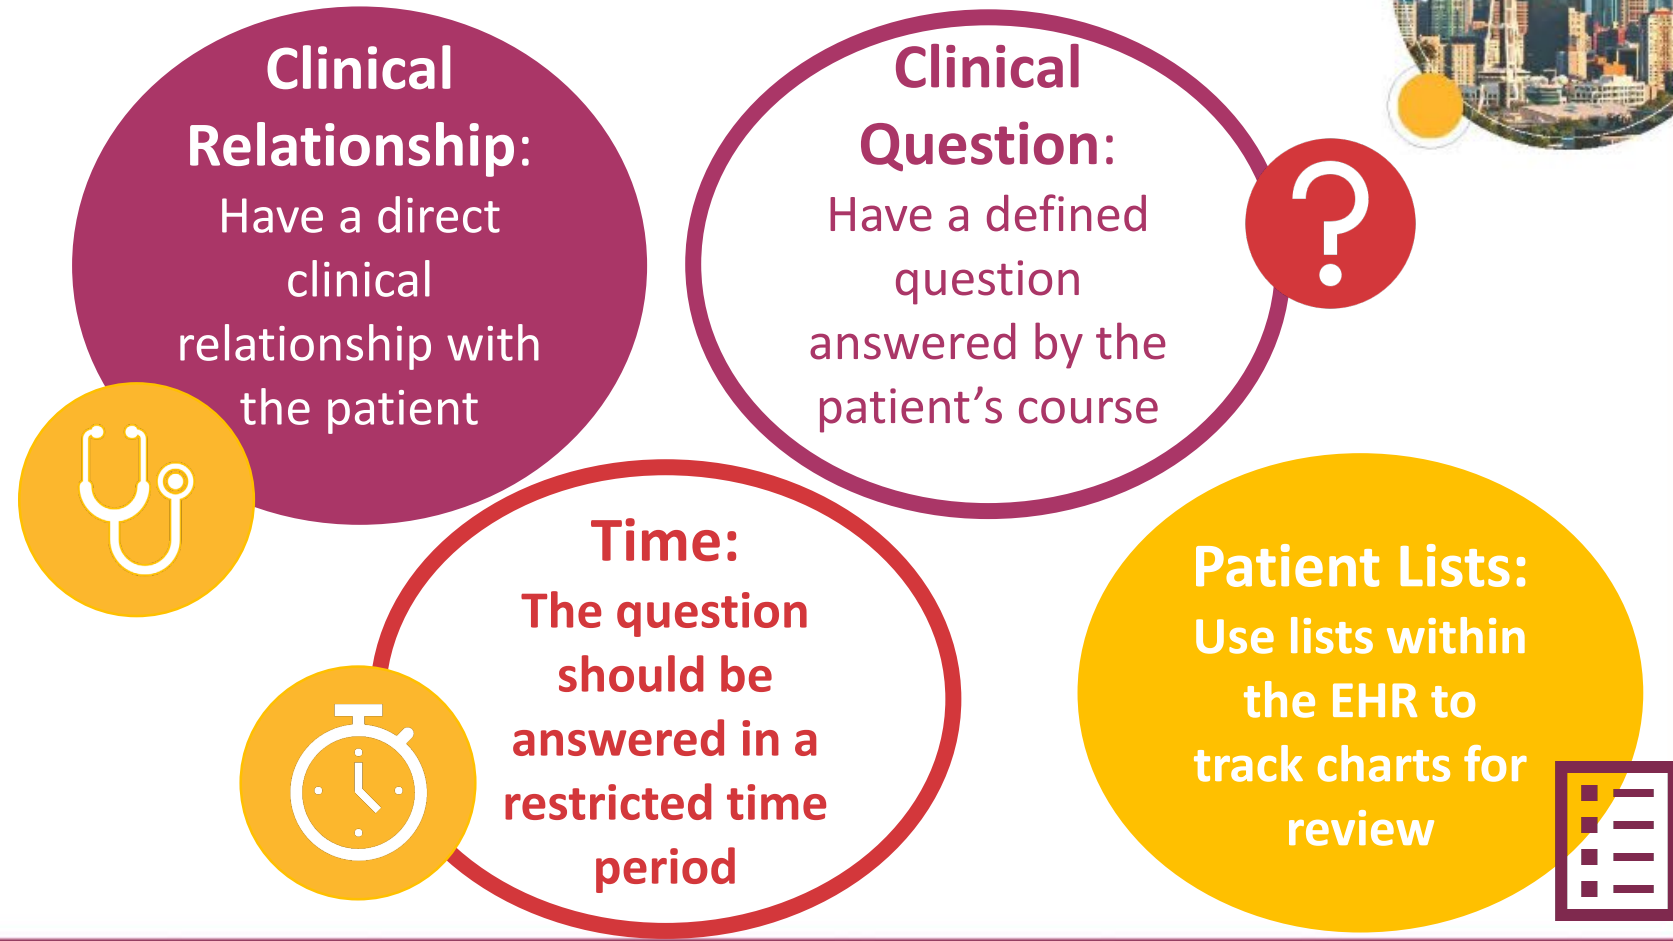 Clinical
Relationship:
Have a direct
clinical
relationship with
the patient
Clinical
Question:
Have a defined
question
answered by the
patient’s course
Time:
The question
should be
answered in a
restricted time
period
Patient Lists:
Use lists within
the EHR to
track charts for
review